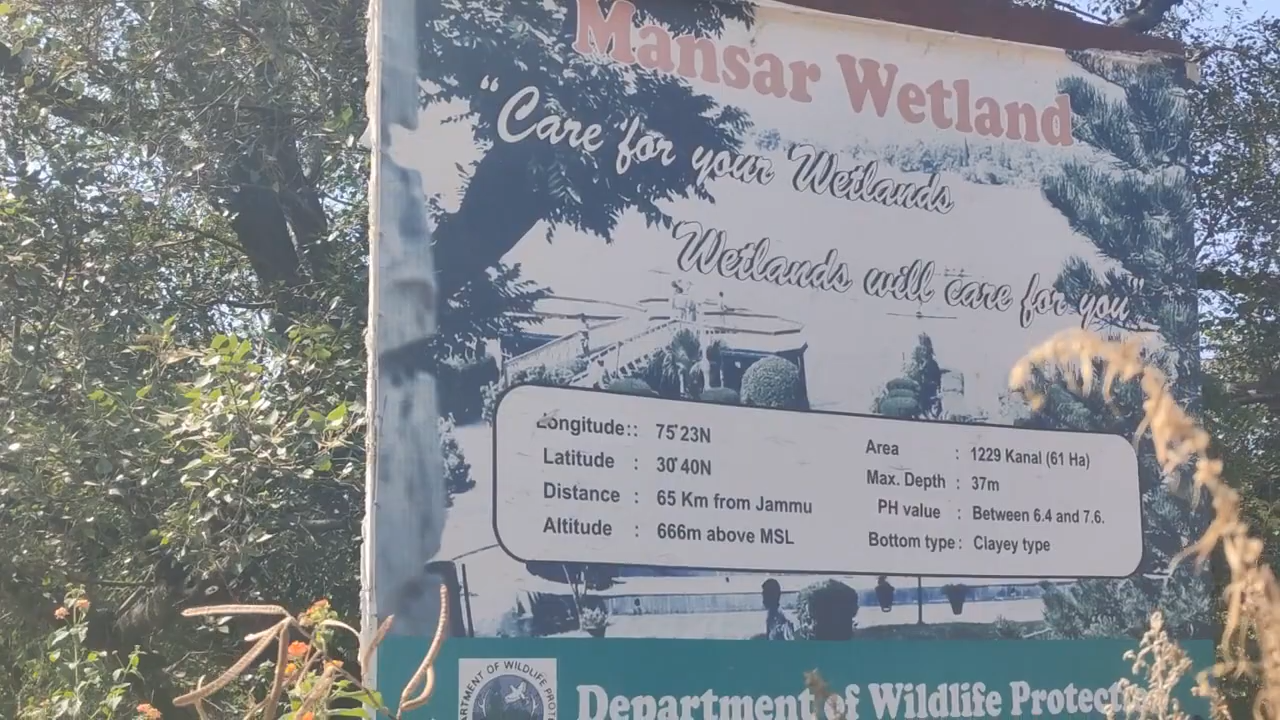 Mansar Wetland
"Care for your Wetlands
Wetlands will care for you"
Longitude:: 75°23N
Latitude : 30°40N
Distance : 65 Km from Jammu
Altitude : 666m above MSL
Area : 1229 Kanal (61 Ha)
Max. Depth : 37m
PH value : Between 6.4 and 7.6.
Bottom type : Clayey type
OF WILDLIFE
Department of Wildlife